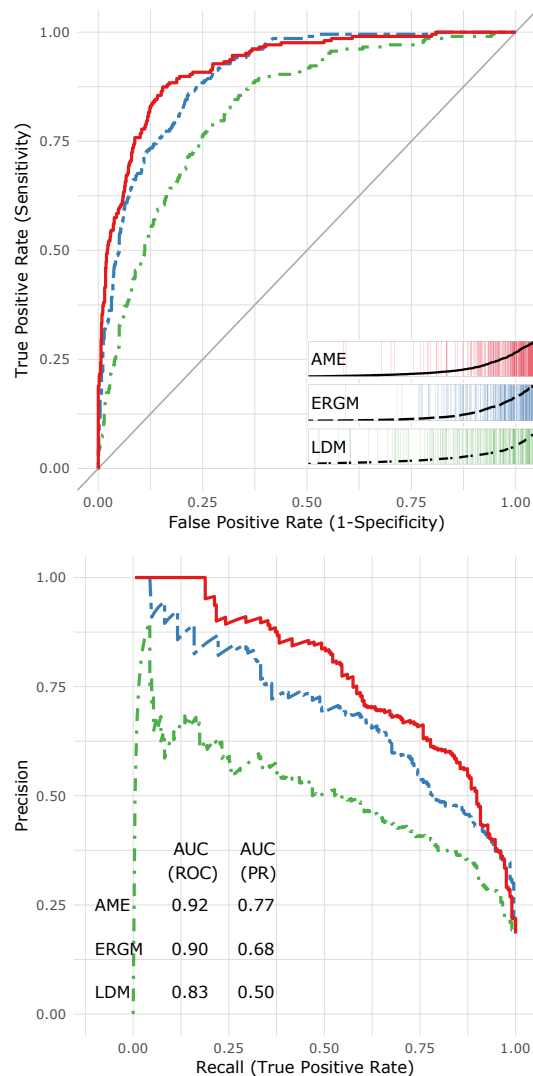 1.00
0.75
0.50
0.25
0.00
True Positive Rate (Sensitivity)
AME
ERGM
LDM
0.00 0.25 0.50 0.75 1.00
False Positive Rate (1-Specificity)
1.00
0.75
0.50
0.25
0.00
Precision
AUC AUC
(ROC) (PR)
AME 0.92 0.77
ERGM 0.90 0.68
LDM 0.83 0.50
0.00 0.25 0.50 0.75 1.00
Recall (True Positive Rate)